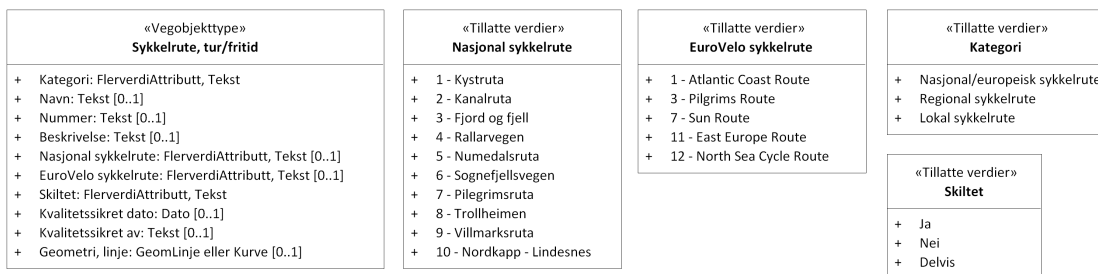 «Vegobjekttype»
Sykkelrute, tur/fritid
+ Kategori: FlerverdiAttributt, Tekst
+ Navn: Tekst [0..1]
+ Nummer: Tekst [0..1]
+ Beskrivelse: Tekst [0..1]
+ Nasjonal sykkelrute: FlerverdiAttributt, Tekst [0..1]
+ EuroVelo sykkelrute: FlerverdiAttributt, Tekst [0..1]
+ Skiltet: FlerverdiAttributt, Tekst
+ Kvalitetssikret dato: Dato [0..1]
+ Kvalitetssikret av: Tekst [0..1]
+ Geometri, linje: GeomLinje eller Kurve [0..1]
«Tillatte verdier»
Nasjonal sykkelrute
+ 1 - Kystruta
+ 2 - Kanalruta
+ 3 - Fjord og fjell
+ 4 - Rallarvegen
+ 5 - Numedalsruta
+ 6 - Sognefjellsvegen
+ 7 - Pilegrimsruta
+ 8 - Trollheimen
+ 9 - Villmarksruta
+ 10 - Nordkapp - Lindesnes
«Tillatte verdier»
EuroVelo sykkelrute
+ 1 - Atlantic Coast Route
+ 3 - Pilgrims Route
+ 7 - Sun Route
+ 11 - East Europe Route
+ 12 - North Sea Cycle Route
«Tillatte verdier»
Kategori
+ Nasjonal/europeisk sykkelrute
+ Regional sykkelrute
+ Lokal sykkelrute
«Tillatte verdier»
Skiltet
+ Ja
+ Nei
+ Delvis